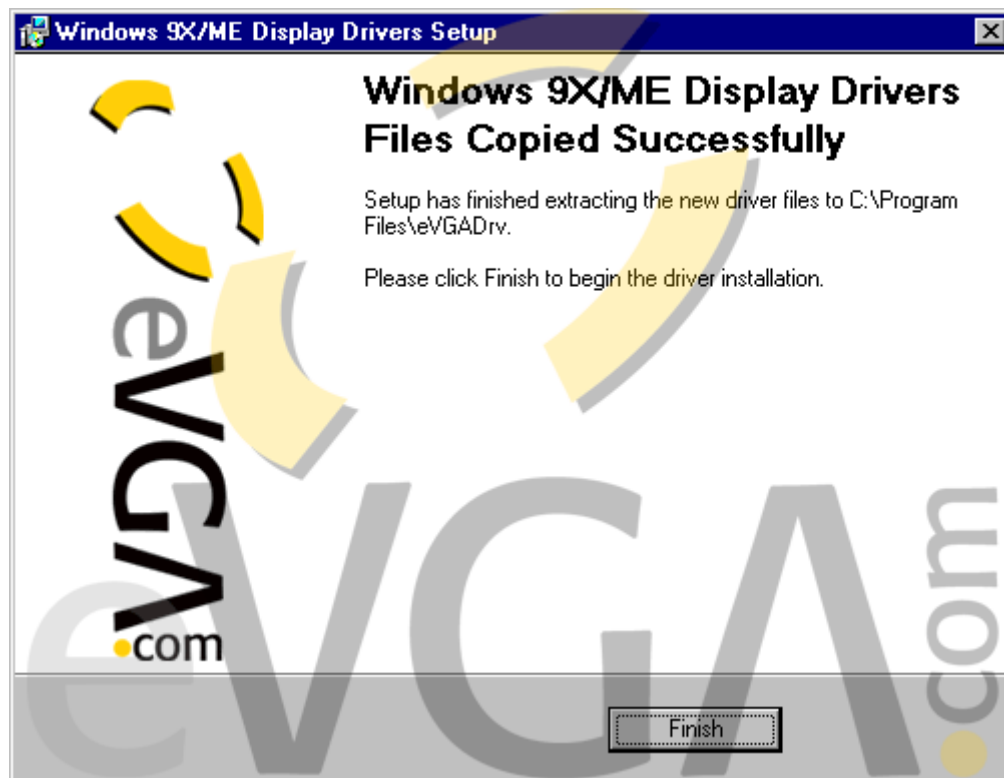 Windows 9X/ME Display Drivers Setup
Windows 9X/ME Display Drivers
Files Copied Successfully
Setup has finished extracting the new driver files to C:\Program
Files\eVGADrv.
Please click Finish to begin the driver installation.
eVGA
.com
eVGA.com
Finish